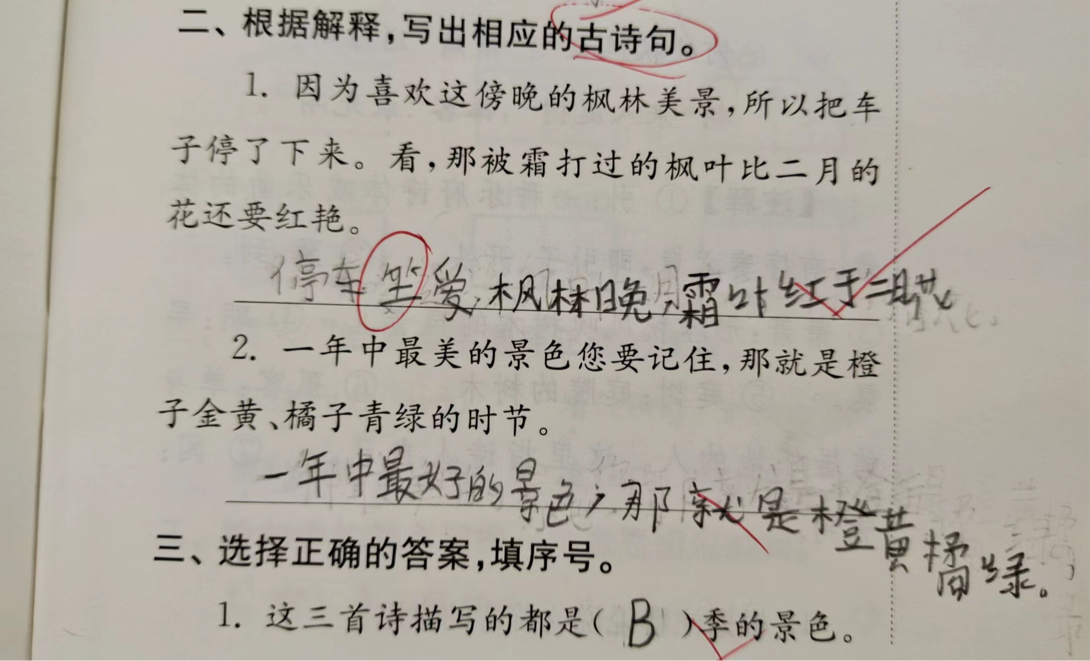 二、根据解释，写出相应的古诗句。
1. 因为喜欢这傍晚的枫林美景，所以把车
子停了下来。看，那被霜打过的枫叶比二月的
花还要红艳。
停车坐爱枫林晚，霜叶红于二月花。
2. 一年中最美的景色您要记住，那就是橙
子金黄、橘子青绿的时节。
一年中最好的景色，那就是橙黄橘绿。
三、选择正确的答案，填序号。
1. 这三首诗描写的都是（B）季的景色。